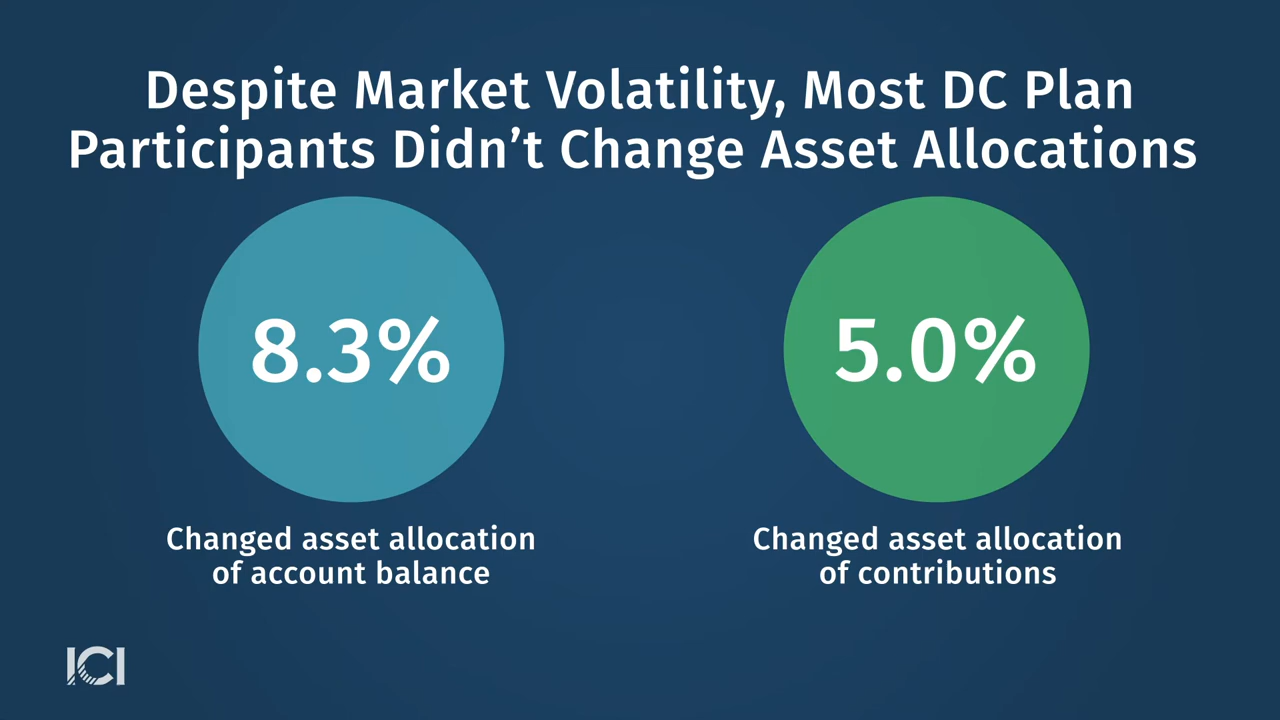 Despite Market Volatility, Most DC Plan
Participants Didn’t Change Asset Allocations
8.3%
5.0%
Changed asset allocation
of account balance
Changed asset allocation
of contributions
ICI